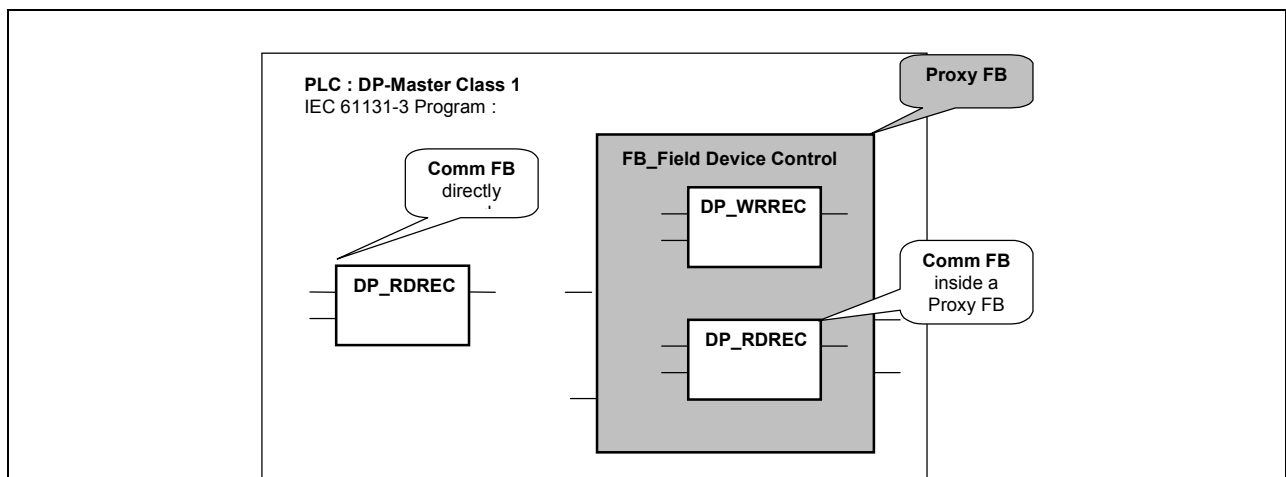 PLC : DP-Master Class 1
IEC 61131-3 Program :
Proxy FB
Comm FB
directly
FB_Field Device Control
DP_WRREC
DP_RDREC
Comm FB
inside a
Proxy FB
DP_RDREC